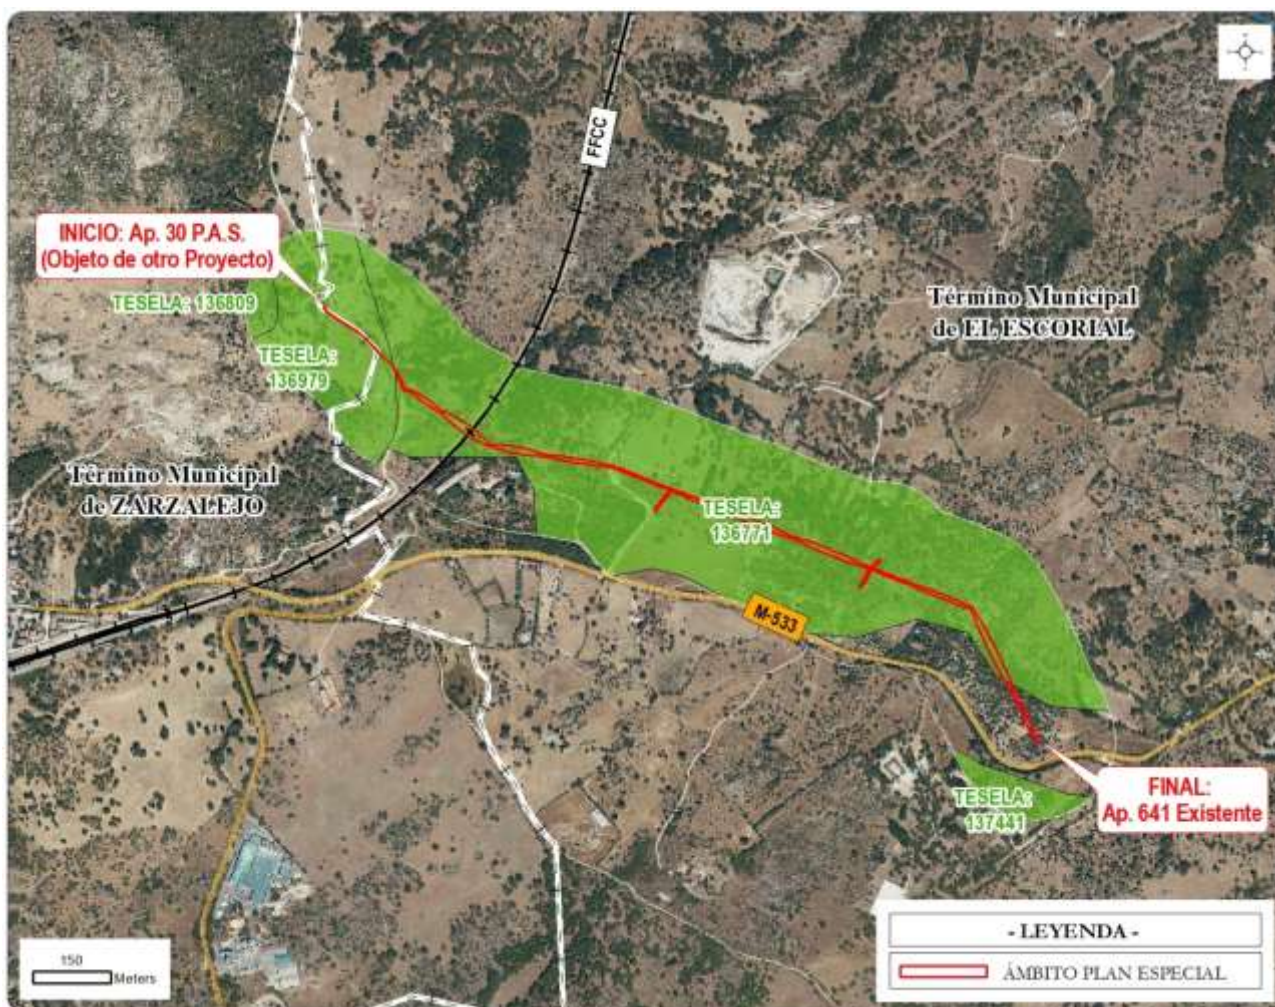 FFCC
INICIO: Ap. 30 P.A.S.
(Objeto de otro Proyecto)
TESELA: 136809
TESELA:
136979
Término Municipal
de EL ESCORIAL
Término Municipal
de ZARZALEJO
TESELA:
136771
M-533
TESELA:
137441
FINAL:
Ap. 641 Existente
- LEYENDA -
ÁMBITO PLAN ESPECIAL
150
Meters